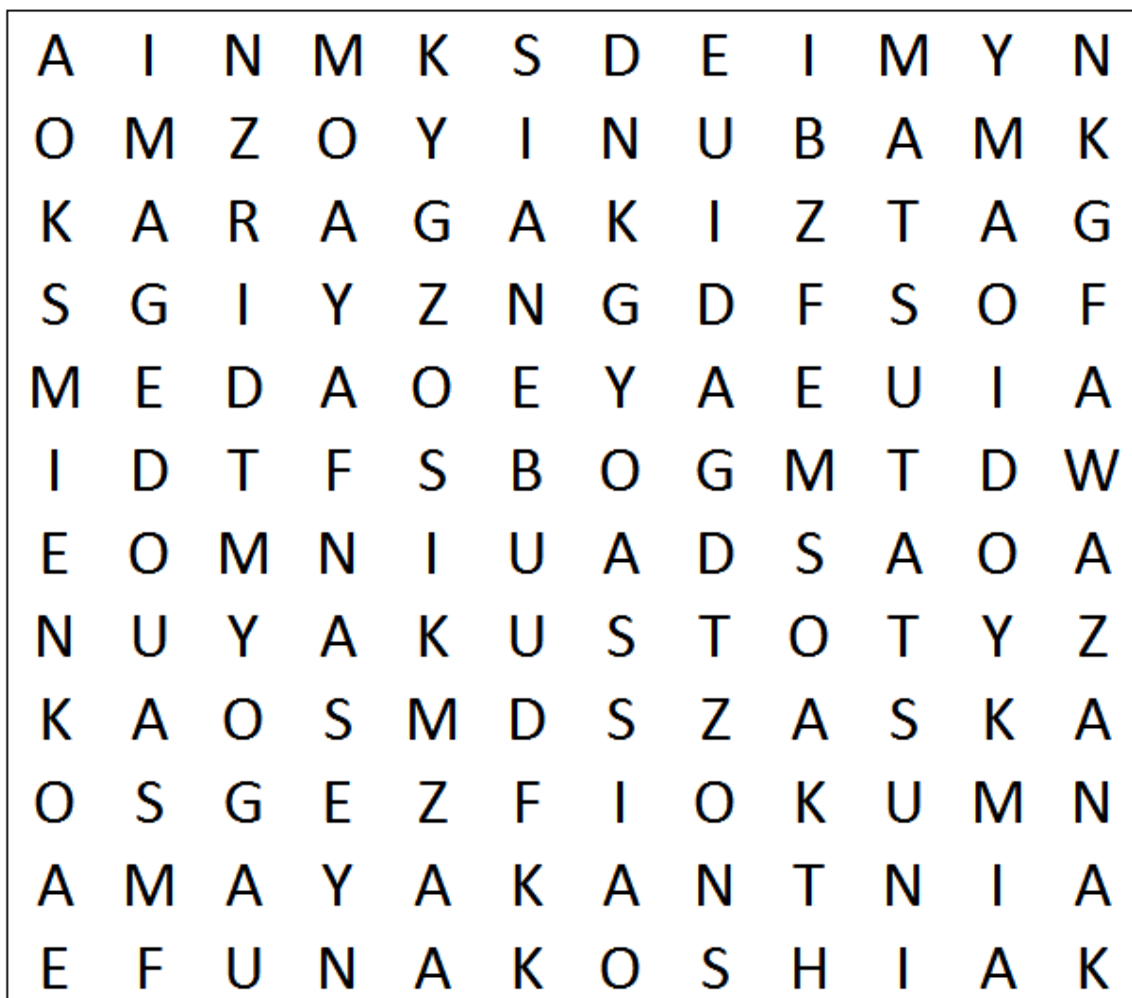 A I N M K S D E I M Y N
O M Z O Y I N U B A M K
K A R A G A K I Z T A G
S G I Y Z N G D F S O F
M E D A O E Y A E U I A
I D T F S B O G M T D W
E O M N I U A D S A O A
N U Y A K U S T O T Y Z
K A O S M D S Z A S K A
O S G E Z F I O K U M N
A M A Y A K A N T N I A
E F U N A K O S H I A K